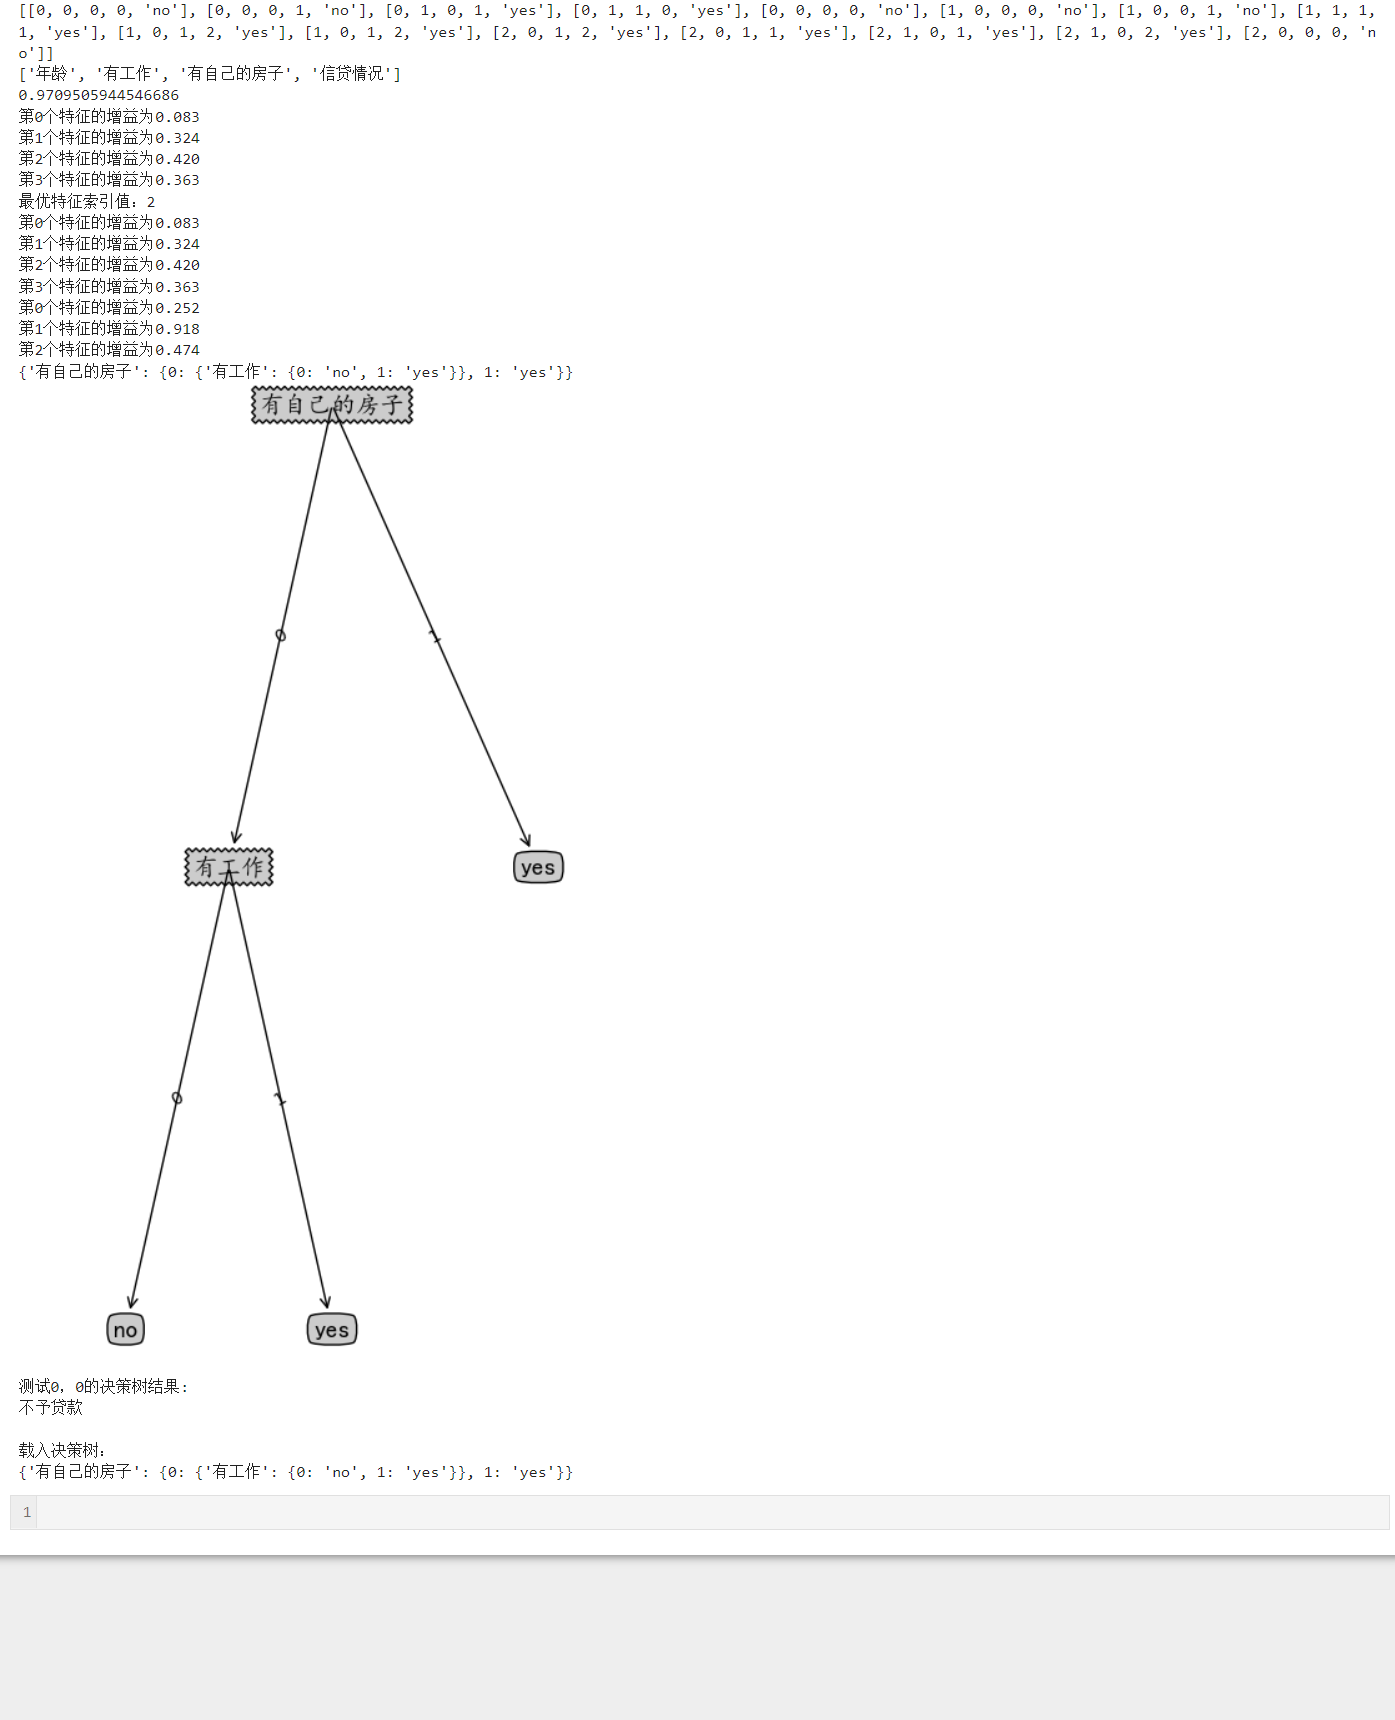 [[0, 0, 0, 0, 'no'], [0, 0, 0, 1, 'no'], [0, 1, 0, 1, 'yes'], [0, 1, 1, 0, 'yes'], [0, 0, 0, 0, 'no'], [1, 0, 0, 0, 'no'], [1, 0, 0, 1, 'no'], [1, 1, 1,
1, 'yes'], [1, 0, 1, 2, 'yes'], [1, 0, 1, 2, 'yes'], [2, 0, 1, 2, 'yes'], [2, 0, 1, 1, 'yes'], [2, 1, 0, 1, 'yes'], [2, 1, 0, 2, 'yes'], [2, 0, 0, 0, 'n
o']]
['年龄', '有工作', '有自己的房子', '信贷情况']
0.9709505944546686
第0个特征的增益为0.083
第1个特征的增益为0.324
第2个特征的增益为0.420
第3个特征的增益为0.363
最优特征索引值：2
第0个特征的增益为0.083
第1个特征的增益为0.324
第2个特征的增益为0.420
第3个特征的增益为0.363
第0个特征的增益为0.252
第1个特征的增益为0.918
第2个特征的增益为0.474
{'有自己的房子': {0: {'有工作': {0: 'no', 1: 'yes'}}, 1: 'yes'}}
有自己的房子
0
1
有工作
yes
0
1
no
yes
测试0，0的决策树结果:
不予贷款
载入决策树：
{'有自己的房子': {0: {'有工作': {0: 'no', 1: 'yes'}}, 1: 'yes'}}
1